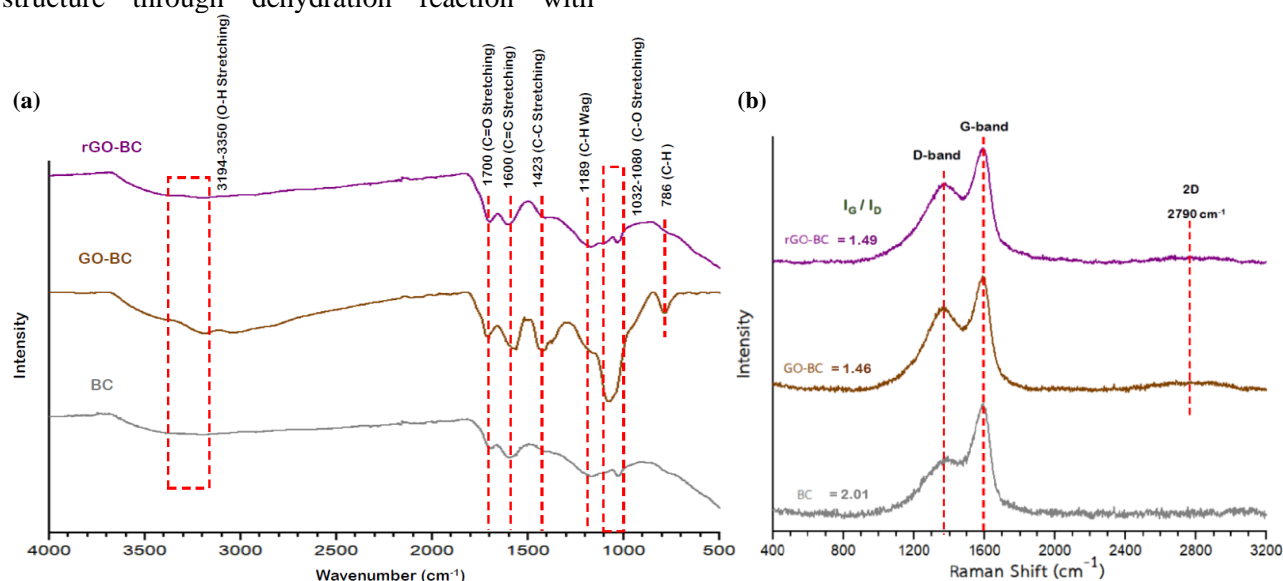 structure through dehydration reaction with
(a)
rGO-BC
GO-BC
BC
3194-3350 (O-H Stretching)
1700 (C=O Stretching)
1600 (C=C Stretching)
1423 (C-C Stretching)
1189 (C-H Wag)
1032-1080 (C-O Stretching)
786 (C-H)
Intensity
4000 3500 3000 2500 2000 1500 1000 500
Wavenumber (cm-1)
(b)
G-band
D-band
IG / ID
2D
2790 cm-1
rGO-BC = 1.49
GO-BC = 1.46
BC = 2.01
Intensity
400 800 1200 1600 2000 2400 2800 3200
Raman Shift (cm-1)